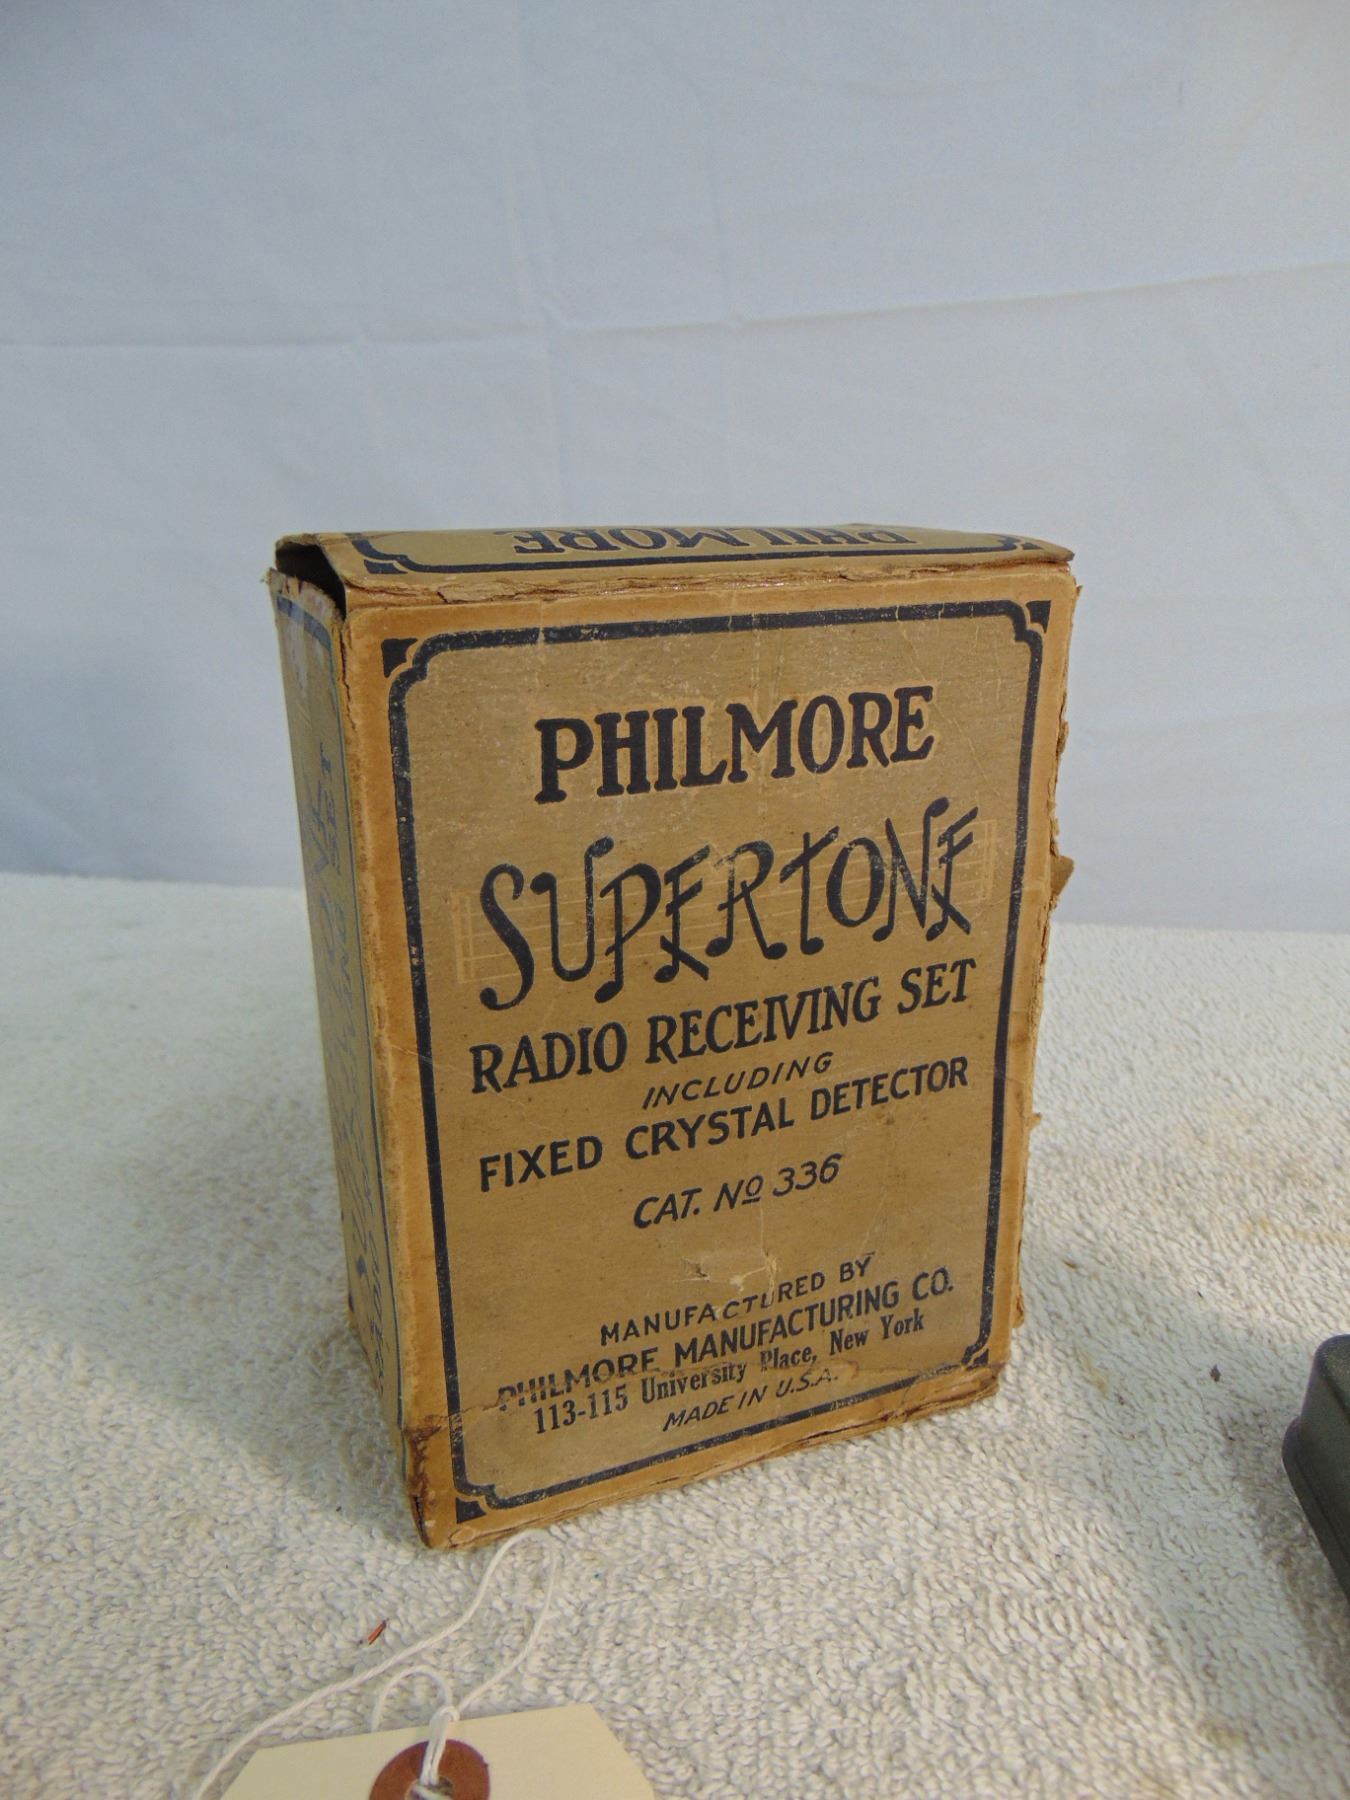 PHILMORE
PHILMORE
SUPERTONE
RADIO RECEIVING SET
INCLUDING
FIXED CRYSTAL DETECTOR
CAT. No 336
MANUFACTURED BY
PHILMORE MANUFACTURING CO.
113-115 University Place, New York
MADE IN U.S.A.